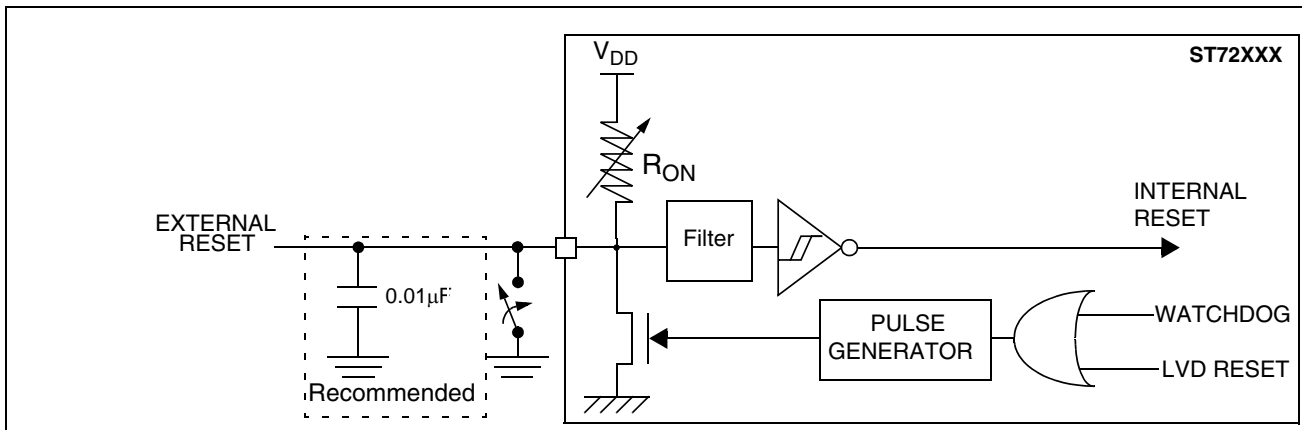 ST72XXX
VDD
RON
INTERNAL
RESET
EXTERNAL
RESET
Filter
0.01μF
PULSE
GENERATOR
WATCHDOG
LVD RESET
Recommended